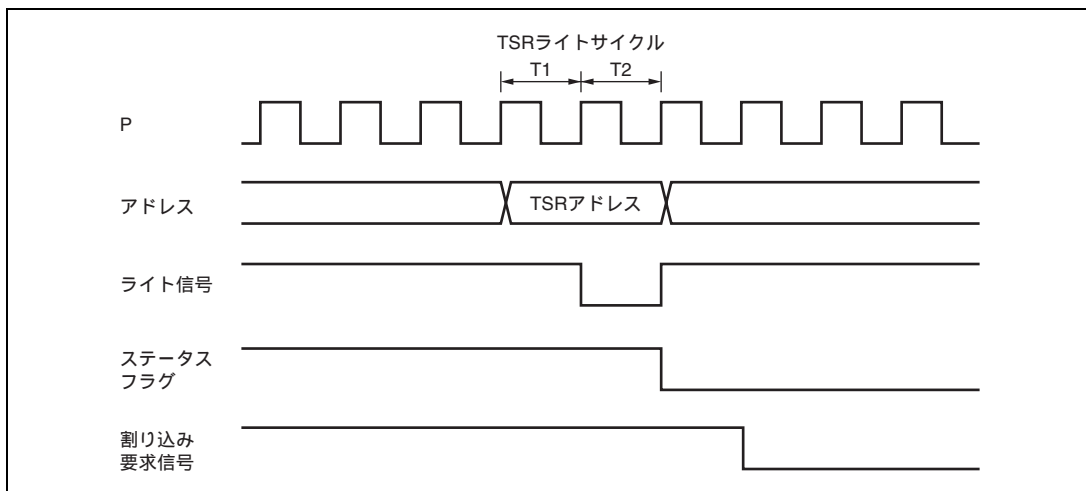 TSRライトサイクル
T1 T2
P
アドレス
TSRアドレス
ライト信号
ステータス
フラグ
割り込み
要求信号